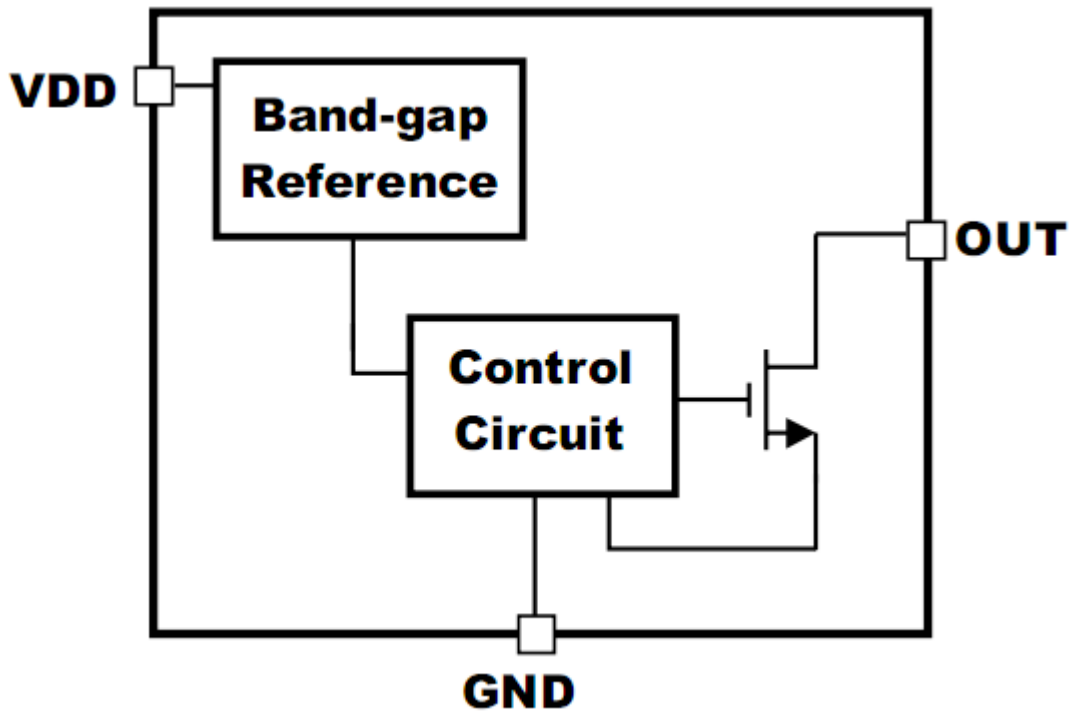 VDD
Band-gap
Reference
OUT
Control
Circuit
GND